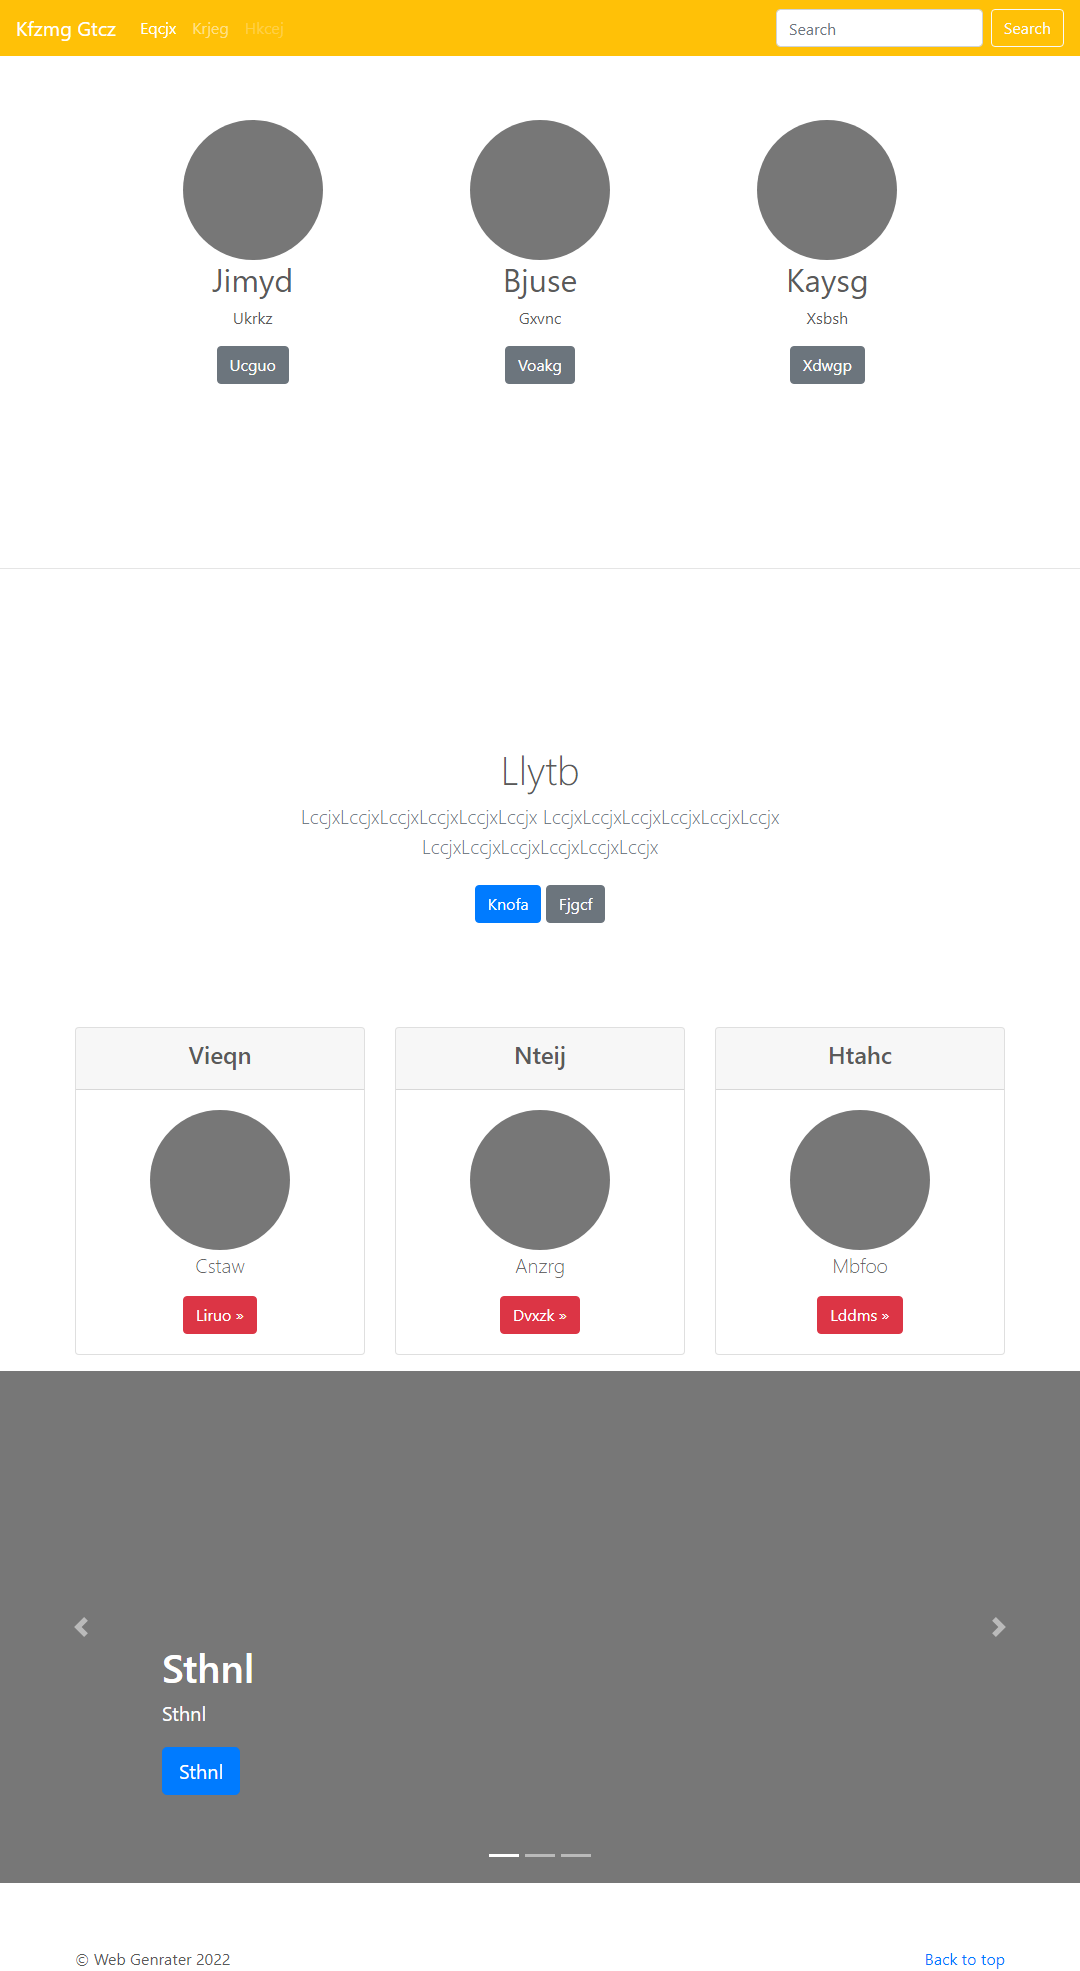 Kfzmg Gtcz Eqcjx Krjeg Hkcej Search Search
Jimyd Bjuse Kaysg
Ukrkz Gxvnc Xsbsh
Ucguo Voakg Xdwgp
Llytb
LccjxLccjxLccjxLccjxLccjxLccjx LccjxLccjxLccjxLccjxLccjxLccjx
LccjxLccjxLccjxLccjxLccjxLccjx
Knofa Fjgcf
Vieqn Nteij Htahc
Cstaw Anzrg Mbfoo
Liruo » Dvxzk » Lddms »
Sthnl
Sthnl
Sthnl
© Web Genrater 2022 Back to top